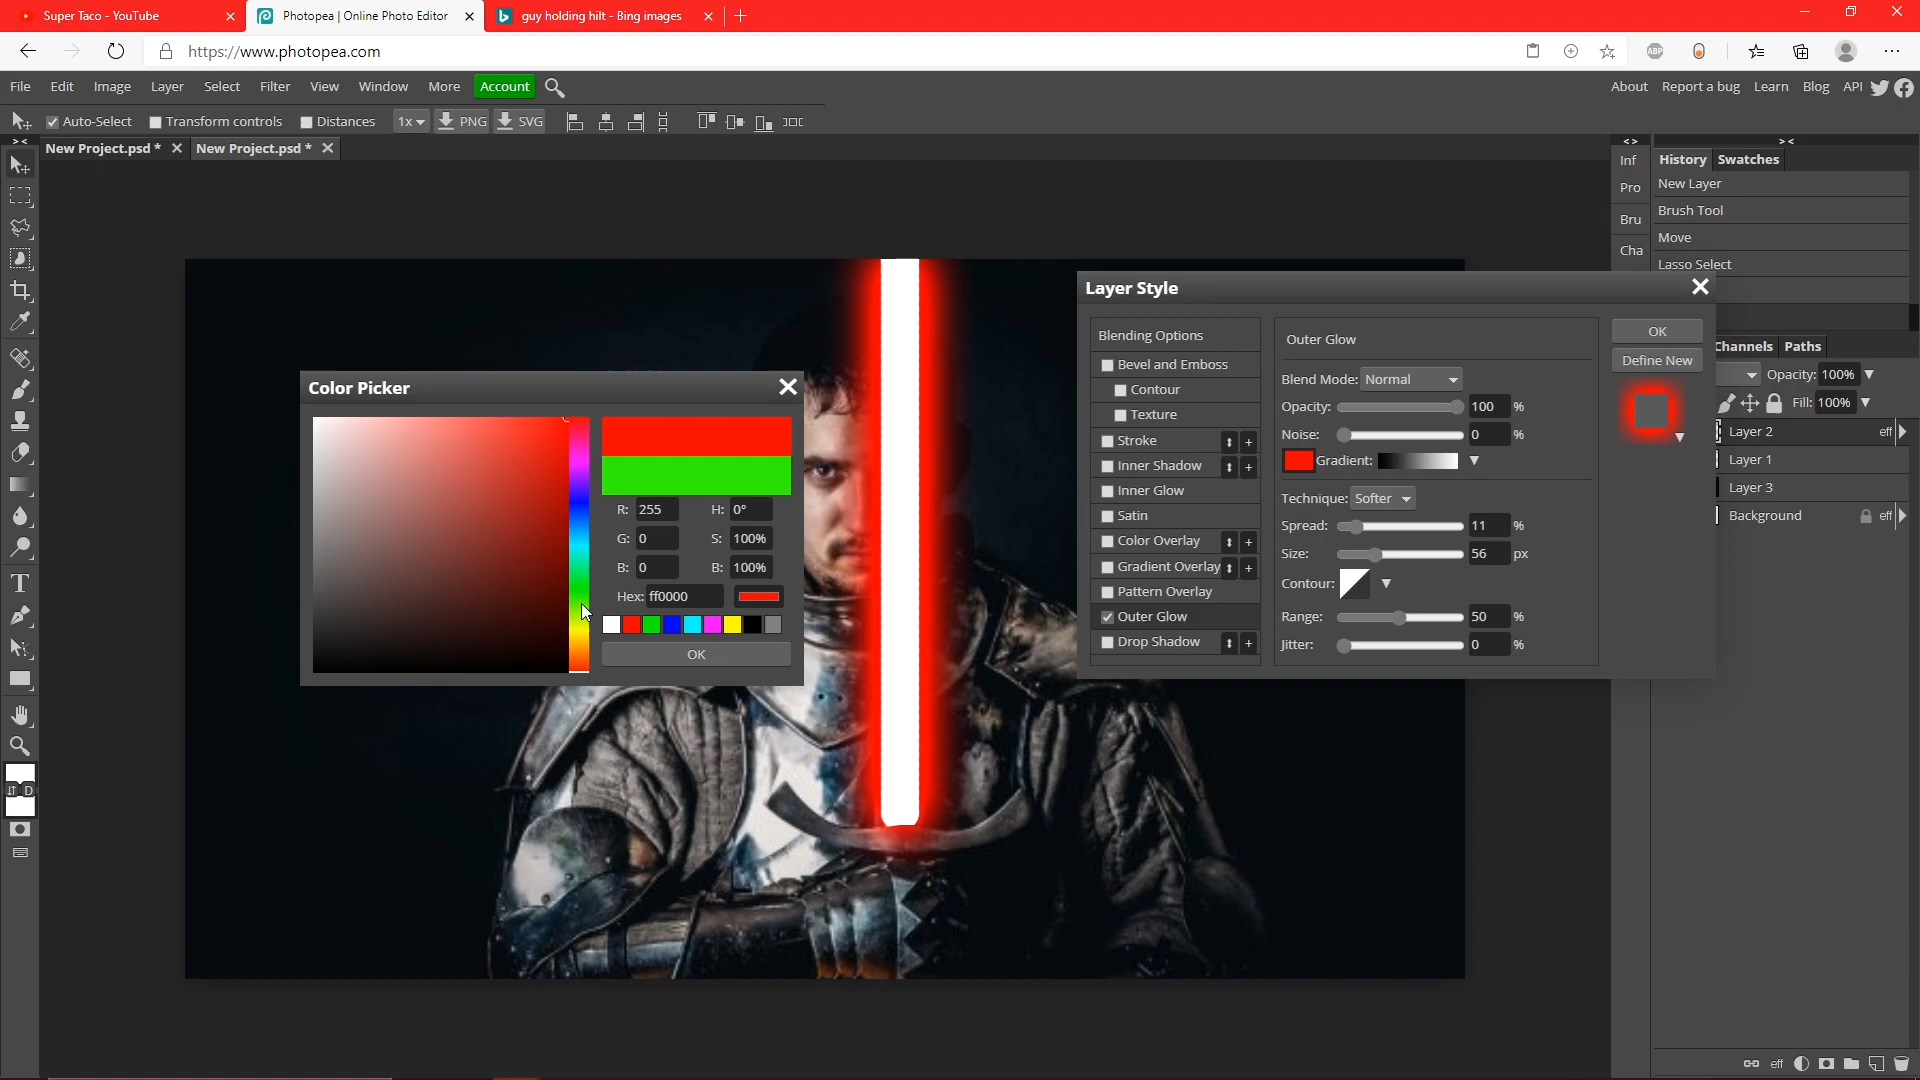 Super Taco - YouTube
Photopea | Online Photo Editor
guy holding hilt - Bing images
https://www.photopea.com
ABP
File Edit Image Layer Select Filter View Window More Account
About Report a bug Learn Blog API
Auto-Select Transform controls Distances 1x PNG SVG
New Project.psd * New Project.psd *
Inf
Pro
Bru
Cha
History Swatches
New Layer
Brush Tool
Move
Lasso Select
Channels Paths
Opacity: 100%
Fill: 100%
Layer 2 eff
Layer 1
Layer 3
Background eff
Color Picker
R: 255 H: 0°
G: 0 S: 100%
B: 0 B: 100%
Hex: ff0000
OK
Layer Style
Blending Options
Bevel and Emboss
Contour
Texture
Stroke
Inner Shadow
Inner Glow
Satin
Color Overlay
Gradient Overlay
Pattern Overlay
Outer Glow
Drop Shadow
Outer Glow
Blend Mode: Normal
Opacity: 100 %
Noise: 0 %
Gradient:
Technique: Softer
Spread: 11 %
Size: 56 px
Contour:
Range: 50 %
Jitter: 0 %
OK
Define New
T
D
eff